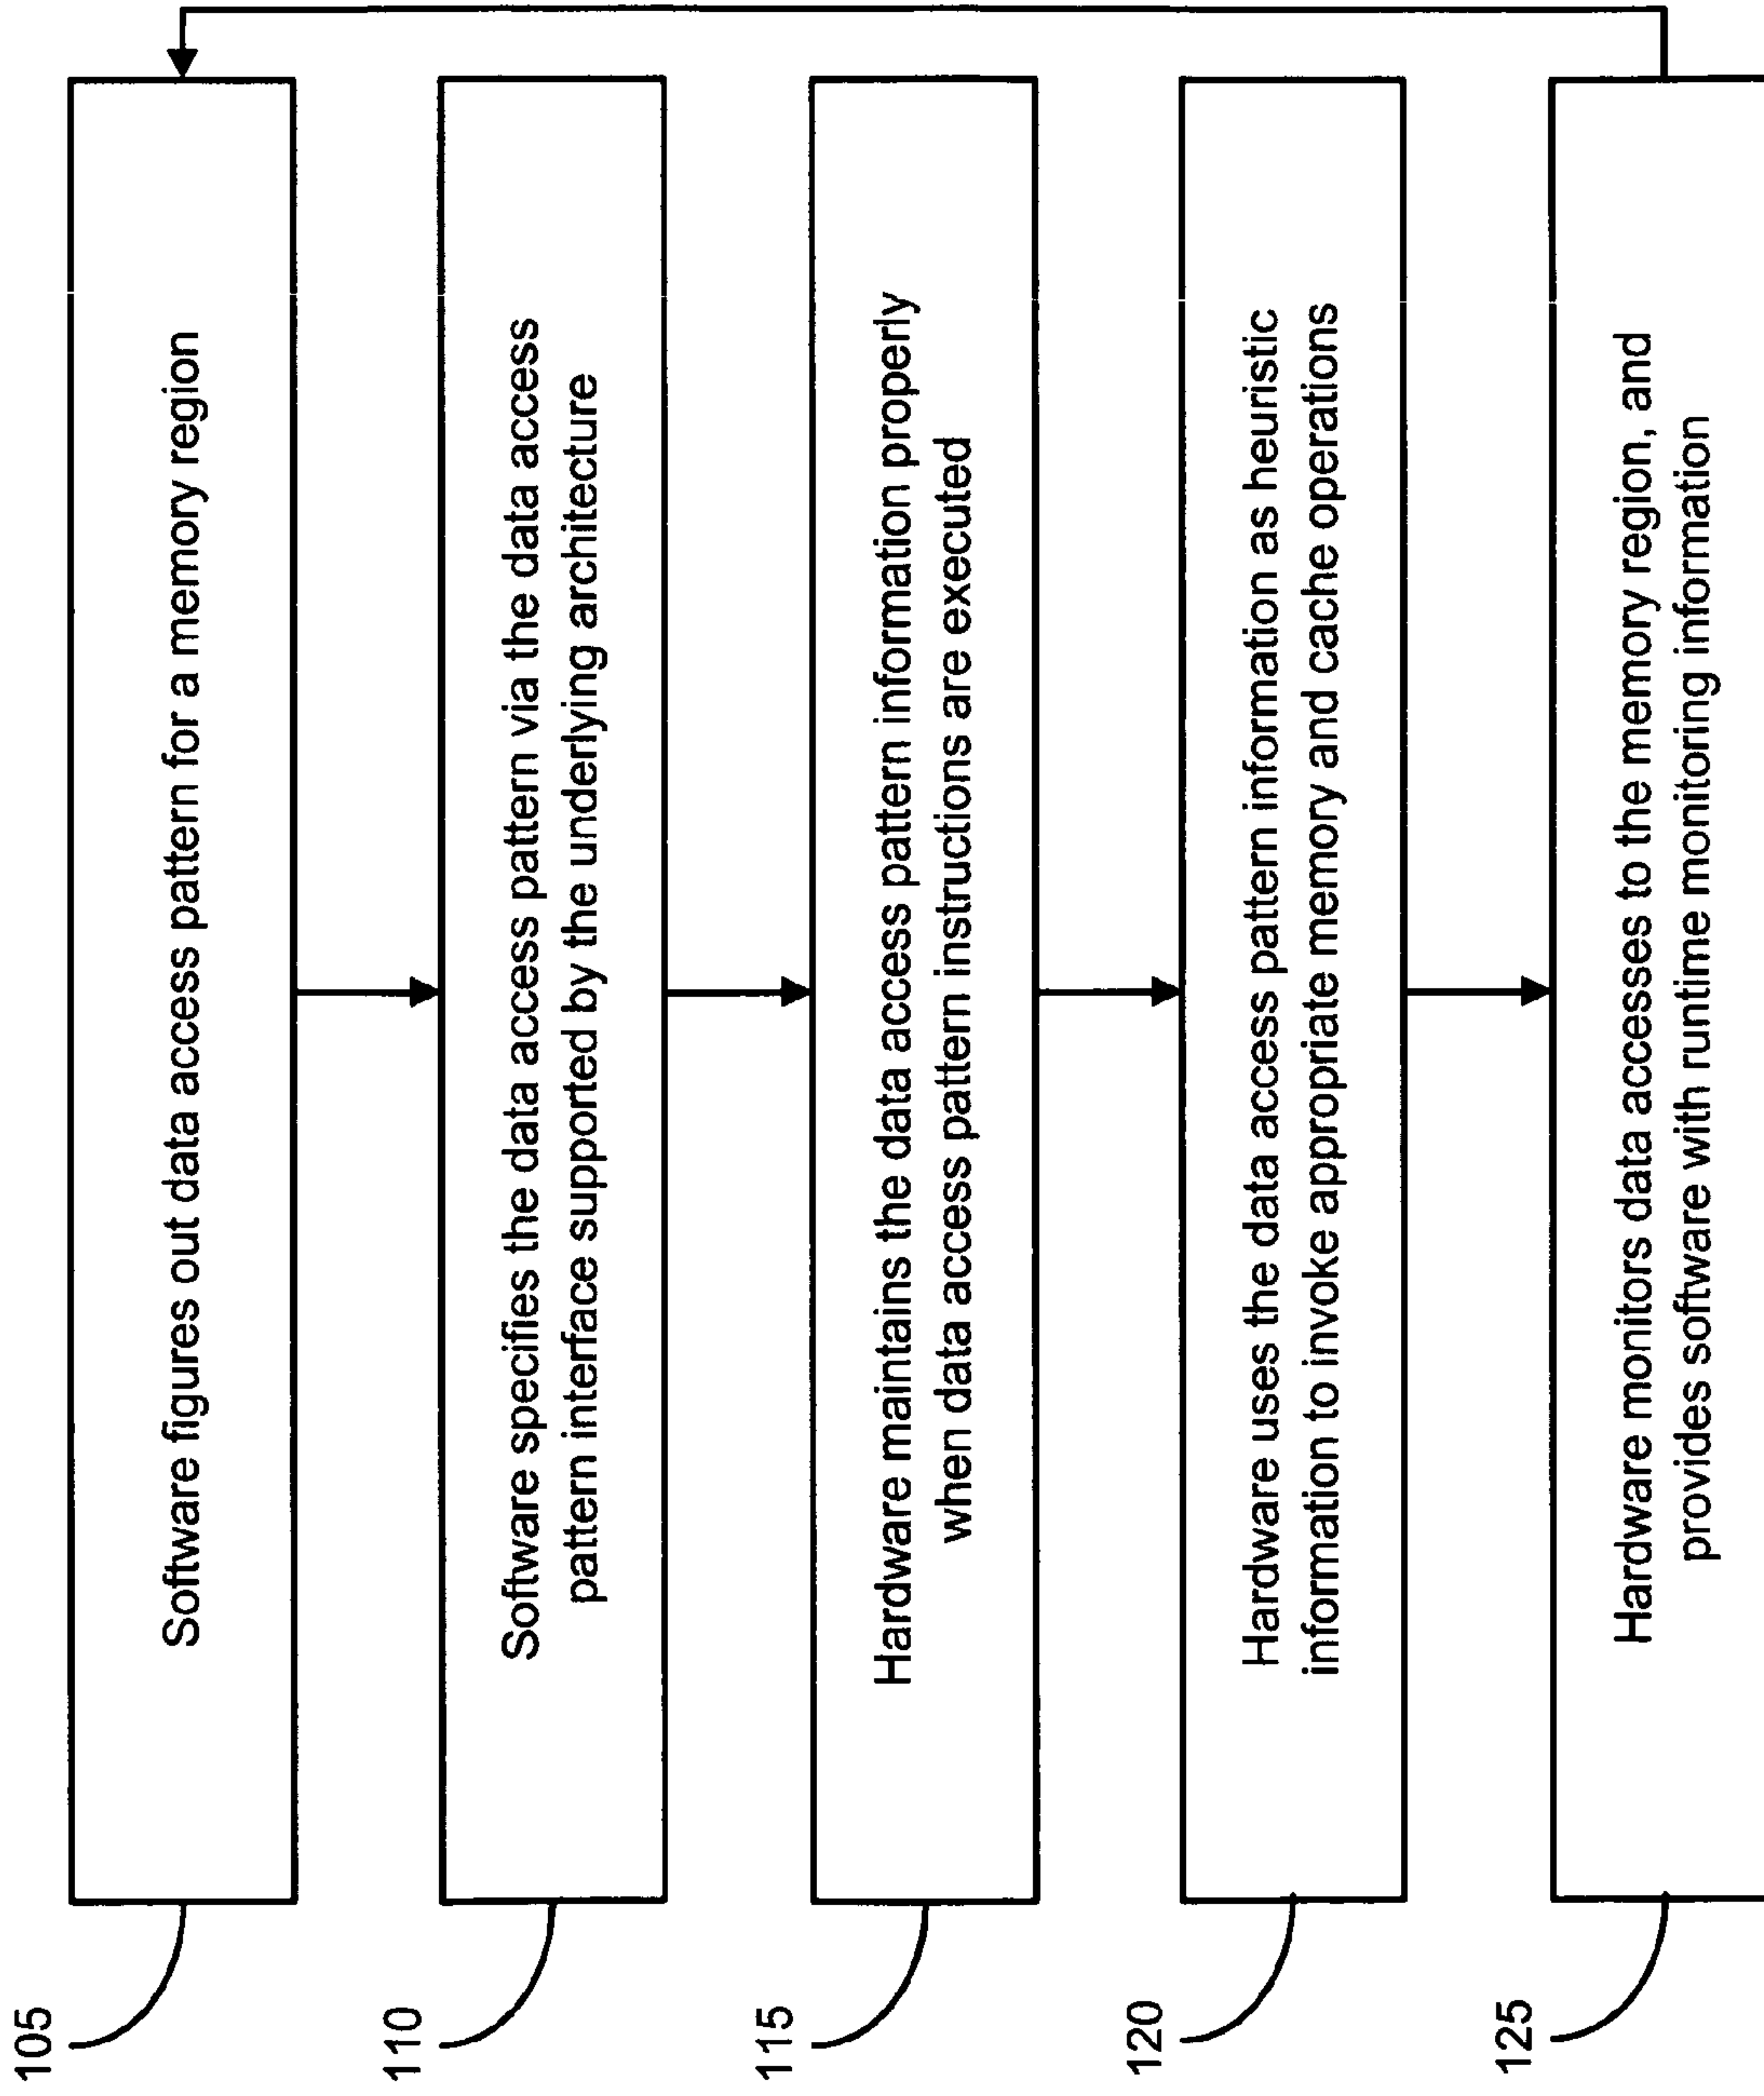 105
Software figures out data access pattern for a memory region
110
Software specifies the data access pattern via the data access
pattern interface supported by the underlying architecture
115
Hardware maintains the data access pattern information properly
when data access pattern instructions are executed
120
Hardware uses the data access pattern information as heuristic
information to invoke appropriate memory and cache operations
125
Hardware monitors data accesses to the memory region, and
provides software with runtime monitoring information